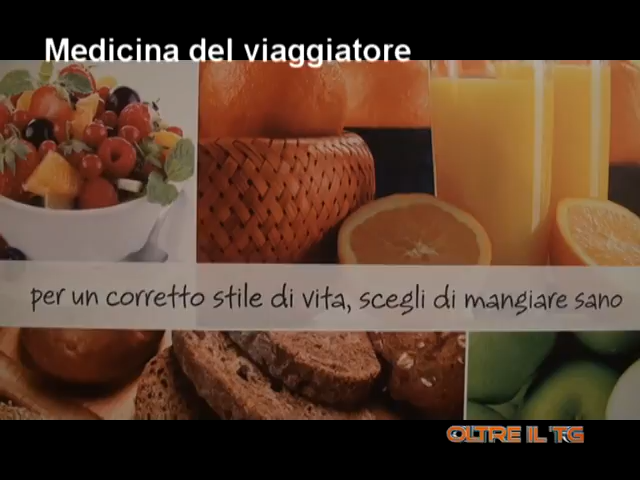 Medicina del viaggiatore
per un corretto stile di vita, scegli di mangiare sano
OLTRE IL TG